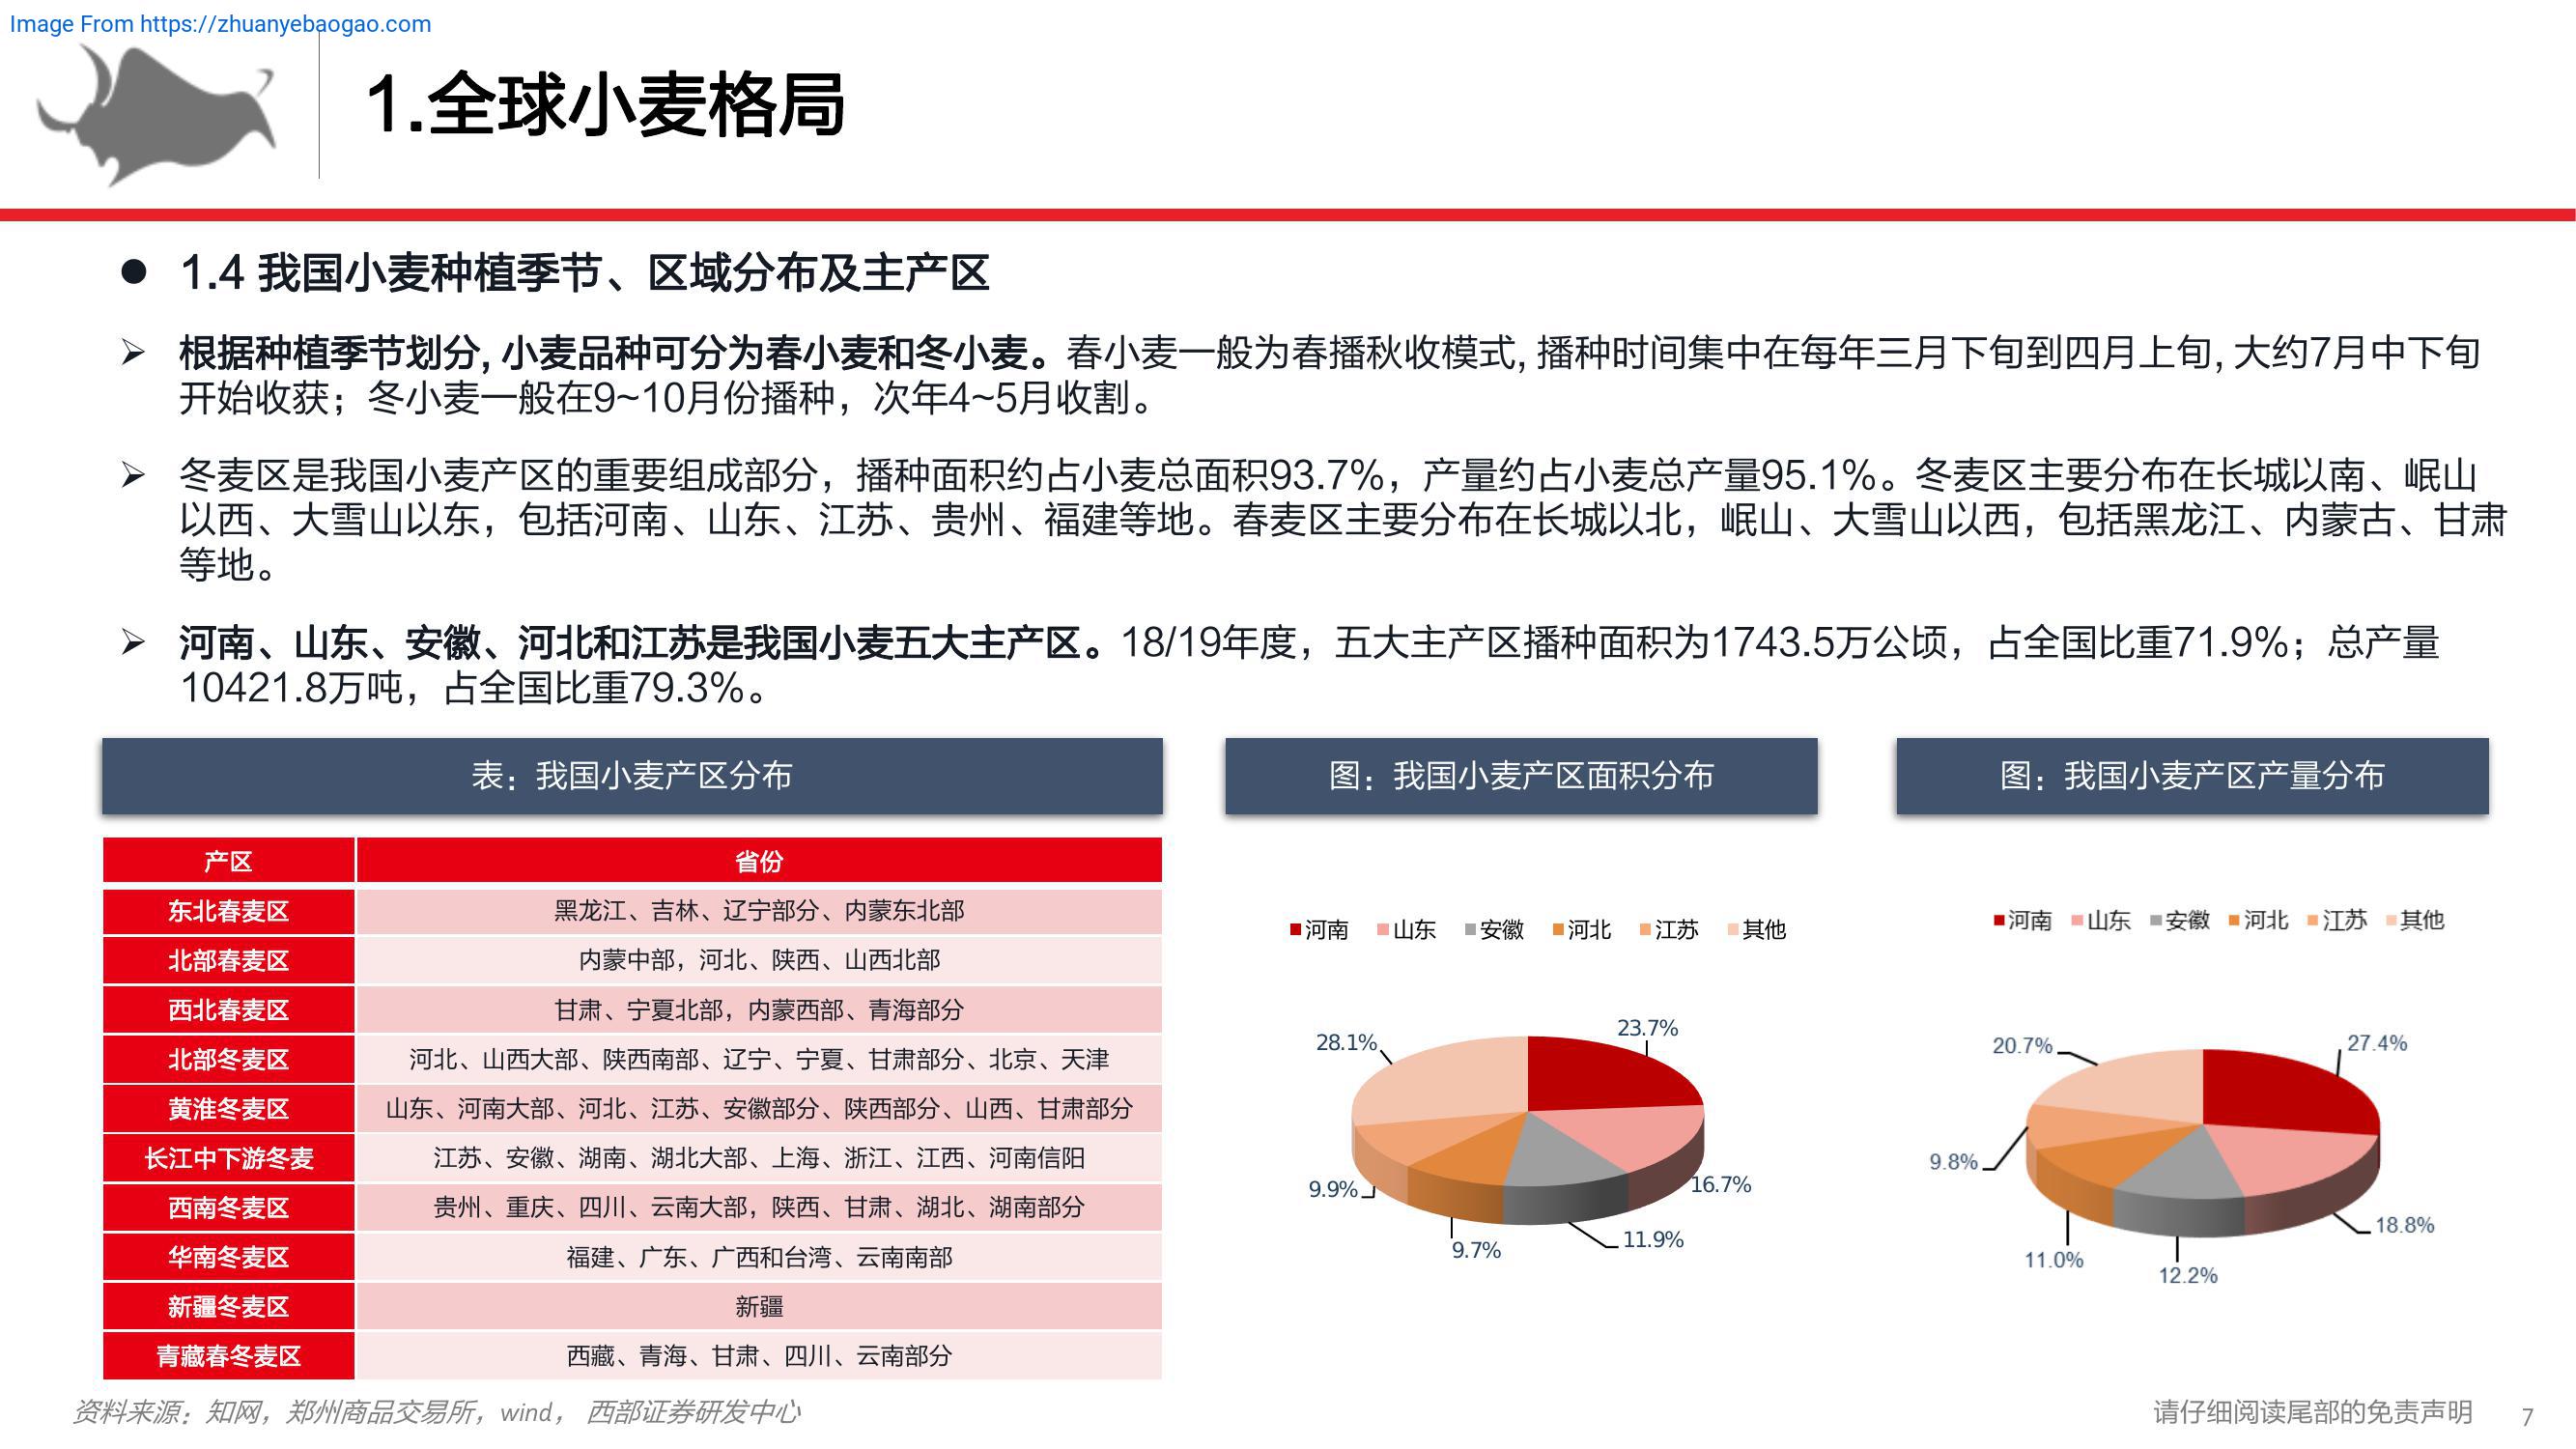 Image From https://zhuanyebaogao.com
1.全球小麦格局
● 1.4 我国小麦种植季节、区域分布及主产区
➢ 根据种植季节划分,小麦品种可分为春小麦和冬小麦。春小麦一般为春播秋收模式,播种时间集中在每年三月下旬到四月上旬,大约7月中下旬
开始收获；冬小麦一般在9~10月份播种，次年4~5月收割。
➢ 冬麦区是我国小麦产区的重要组成部分，播种面积约占小麦总面积93.7%，产量约占小麦总产量95.1%。冬麦区主要分布在长城以南、岷山
以西、大雪山以东，包括河南、山东、江苏、贵州、福建等地。春麦区主要分布在长城以北，岷山、大雪山以西，包括黑龙江、内蒙古、甘肃
等地。
➢ 河南、山东、安徽、河北和江苏是我国小麦五大主产区。18/19年度，五大主产区播种面积为1743.5万公顷，占全国比重71.9%；总产量
10421.8万吨，占全国比重79.3%。
表：我国小麦产区分布
产区 省份
东北春麦区 黑龙江、吉林、辽宁部分、内蒙东北部
北部春麦区 内蒙中部，河北、陕西、山西北部
西北春麦区 甘肃、宁夏北部，内蒙西部、青海部分
北部冬麦区 河北、山西大部、陕西南部、辽宁、宁夏、甘肃部分、北京、天津
黄淮冬麦区 山东、河南大部、河北、江苏、安徽部分、陕西部分、山西、甘肃部分
长江中下游冬麦 江苏、安徽、湖南、湖北大部、上海、浙江、江西、河南信阳
西南冬麦区 贵州、重庆、四川、云南大部，陕西、甘肃、湖北、湖南部分
华南冬麦区 福建、广东、广西和台湾、云南南部
新疆冬麦区 新疆
青藏春冬麦区 西藏、青海、甘肃、四川、云南部分
图：我国小麦产区面积分布
河南 山东 安徽 河北 江苏 其他
28.1% 23.7%
9.9% 16.7%
9.7% 11.9%
图：我国小麦产区产量分布
河南 山东 安徽 河北 江苏 其他
20.7% 27.4%
9.8%
18.8%
11.0% 12.2%
资料来源：知网，郑州商品交易所，wind， 西部证券研发中心
请仔细阅读尾部的免责声明 7